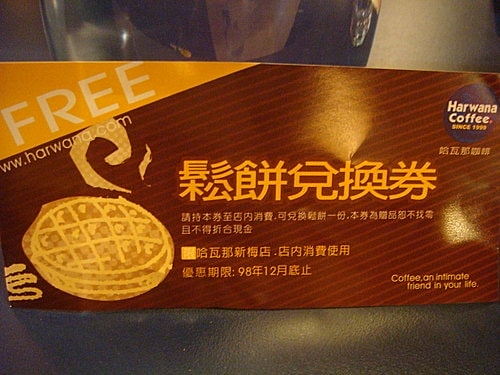 FREE
www.harwana.com
Harwana
Coffee®
SINCE 1999
哈瓦那咖啡
鬆餅兌換券
請持本券至店內消費,可兌換鬆餅一份,本券為贈品恕不找零
且不得折合現金
限哈瓦那新梅店,店內消費使用
優惠期限: 98年12月底止
Coffee,an intimate
friend in your life.